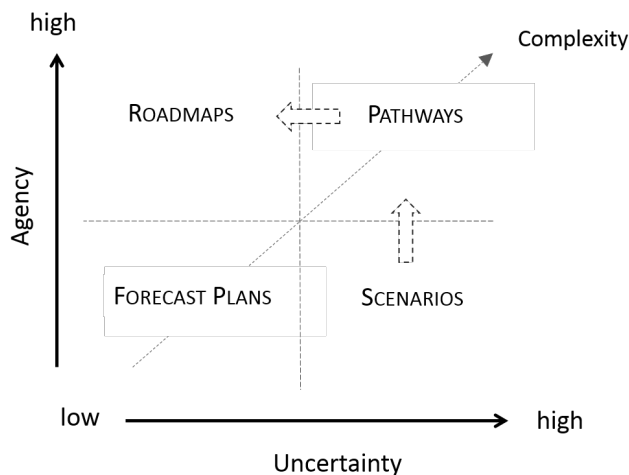 high
Complexity
ROADMAPS
PATHWAYS
Agency
FORECAST PLANS
SCENARIOS
low
high
Uncertainty